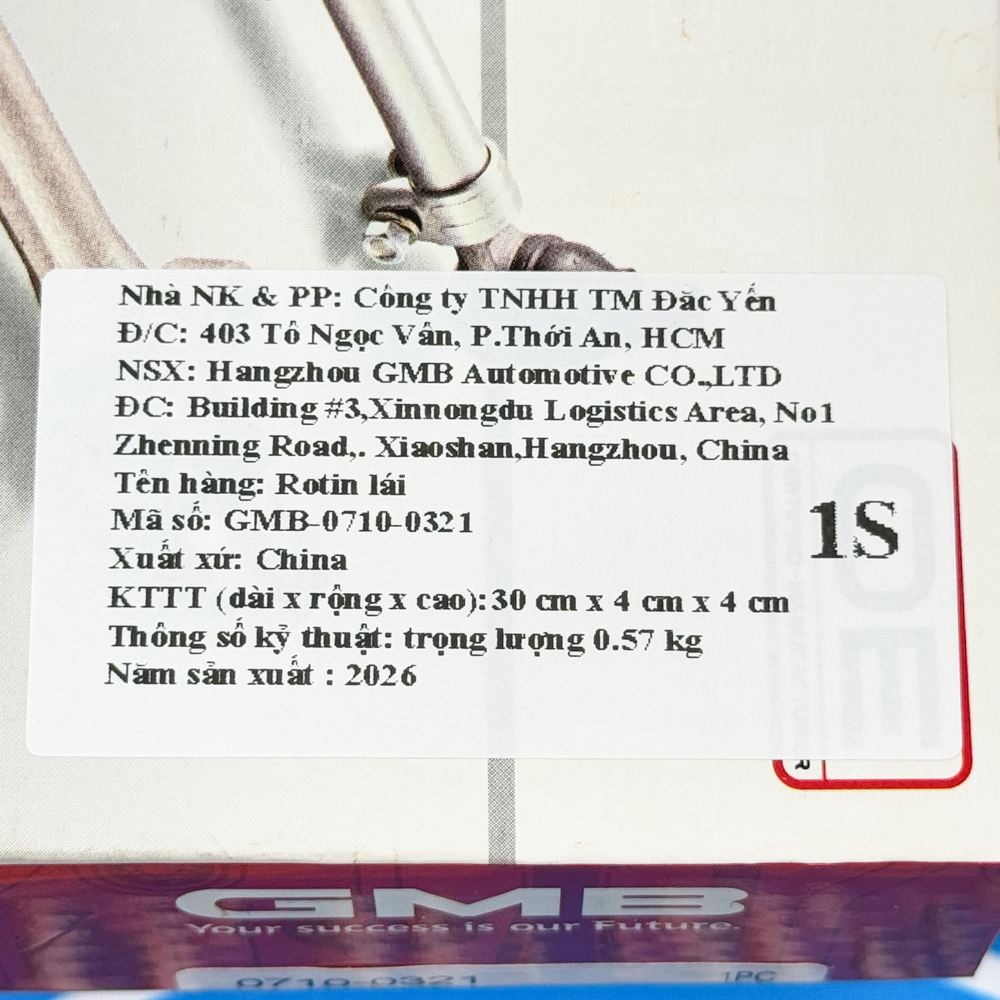 Nhà NK & PP: Công ty TNHH TM Đăc Yến
Đ/C: 403 Tô Ngọc Vân, P.Thới An, HCM
NSX: Hangzhou GMB Automotive CO.,LTD
ĐC: Building #3,Xinnongdu Logistics Area, No1
Zhenning Road,. Xiaoshan,Hangzhou, China
Tên hàng: Rotin lái
Mã số: GMB-0710-0321
1S
Xuất xứ: China
KTTT (dài x rộng x cao): 30 cm x 4 cm x 4 cm
Thông số kỷ thuật: trọng lượng 0.57 kg
Năm sản xuất : 2026
OE
GMB
Your success is our Future.
0710-0321
1PC